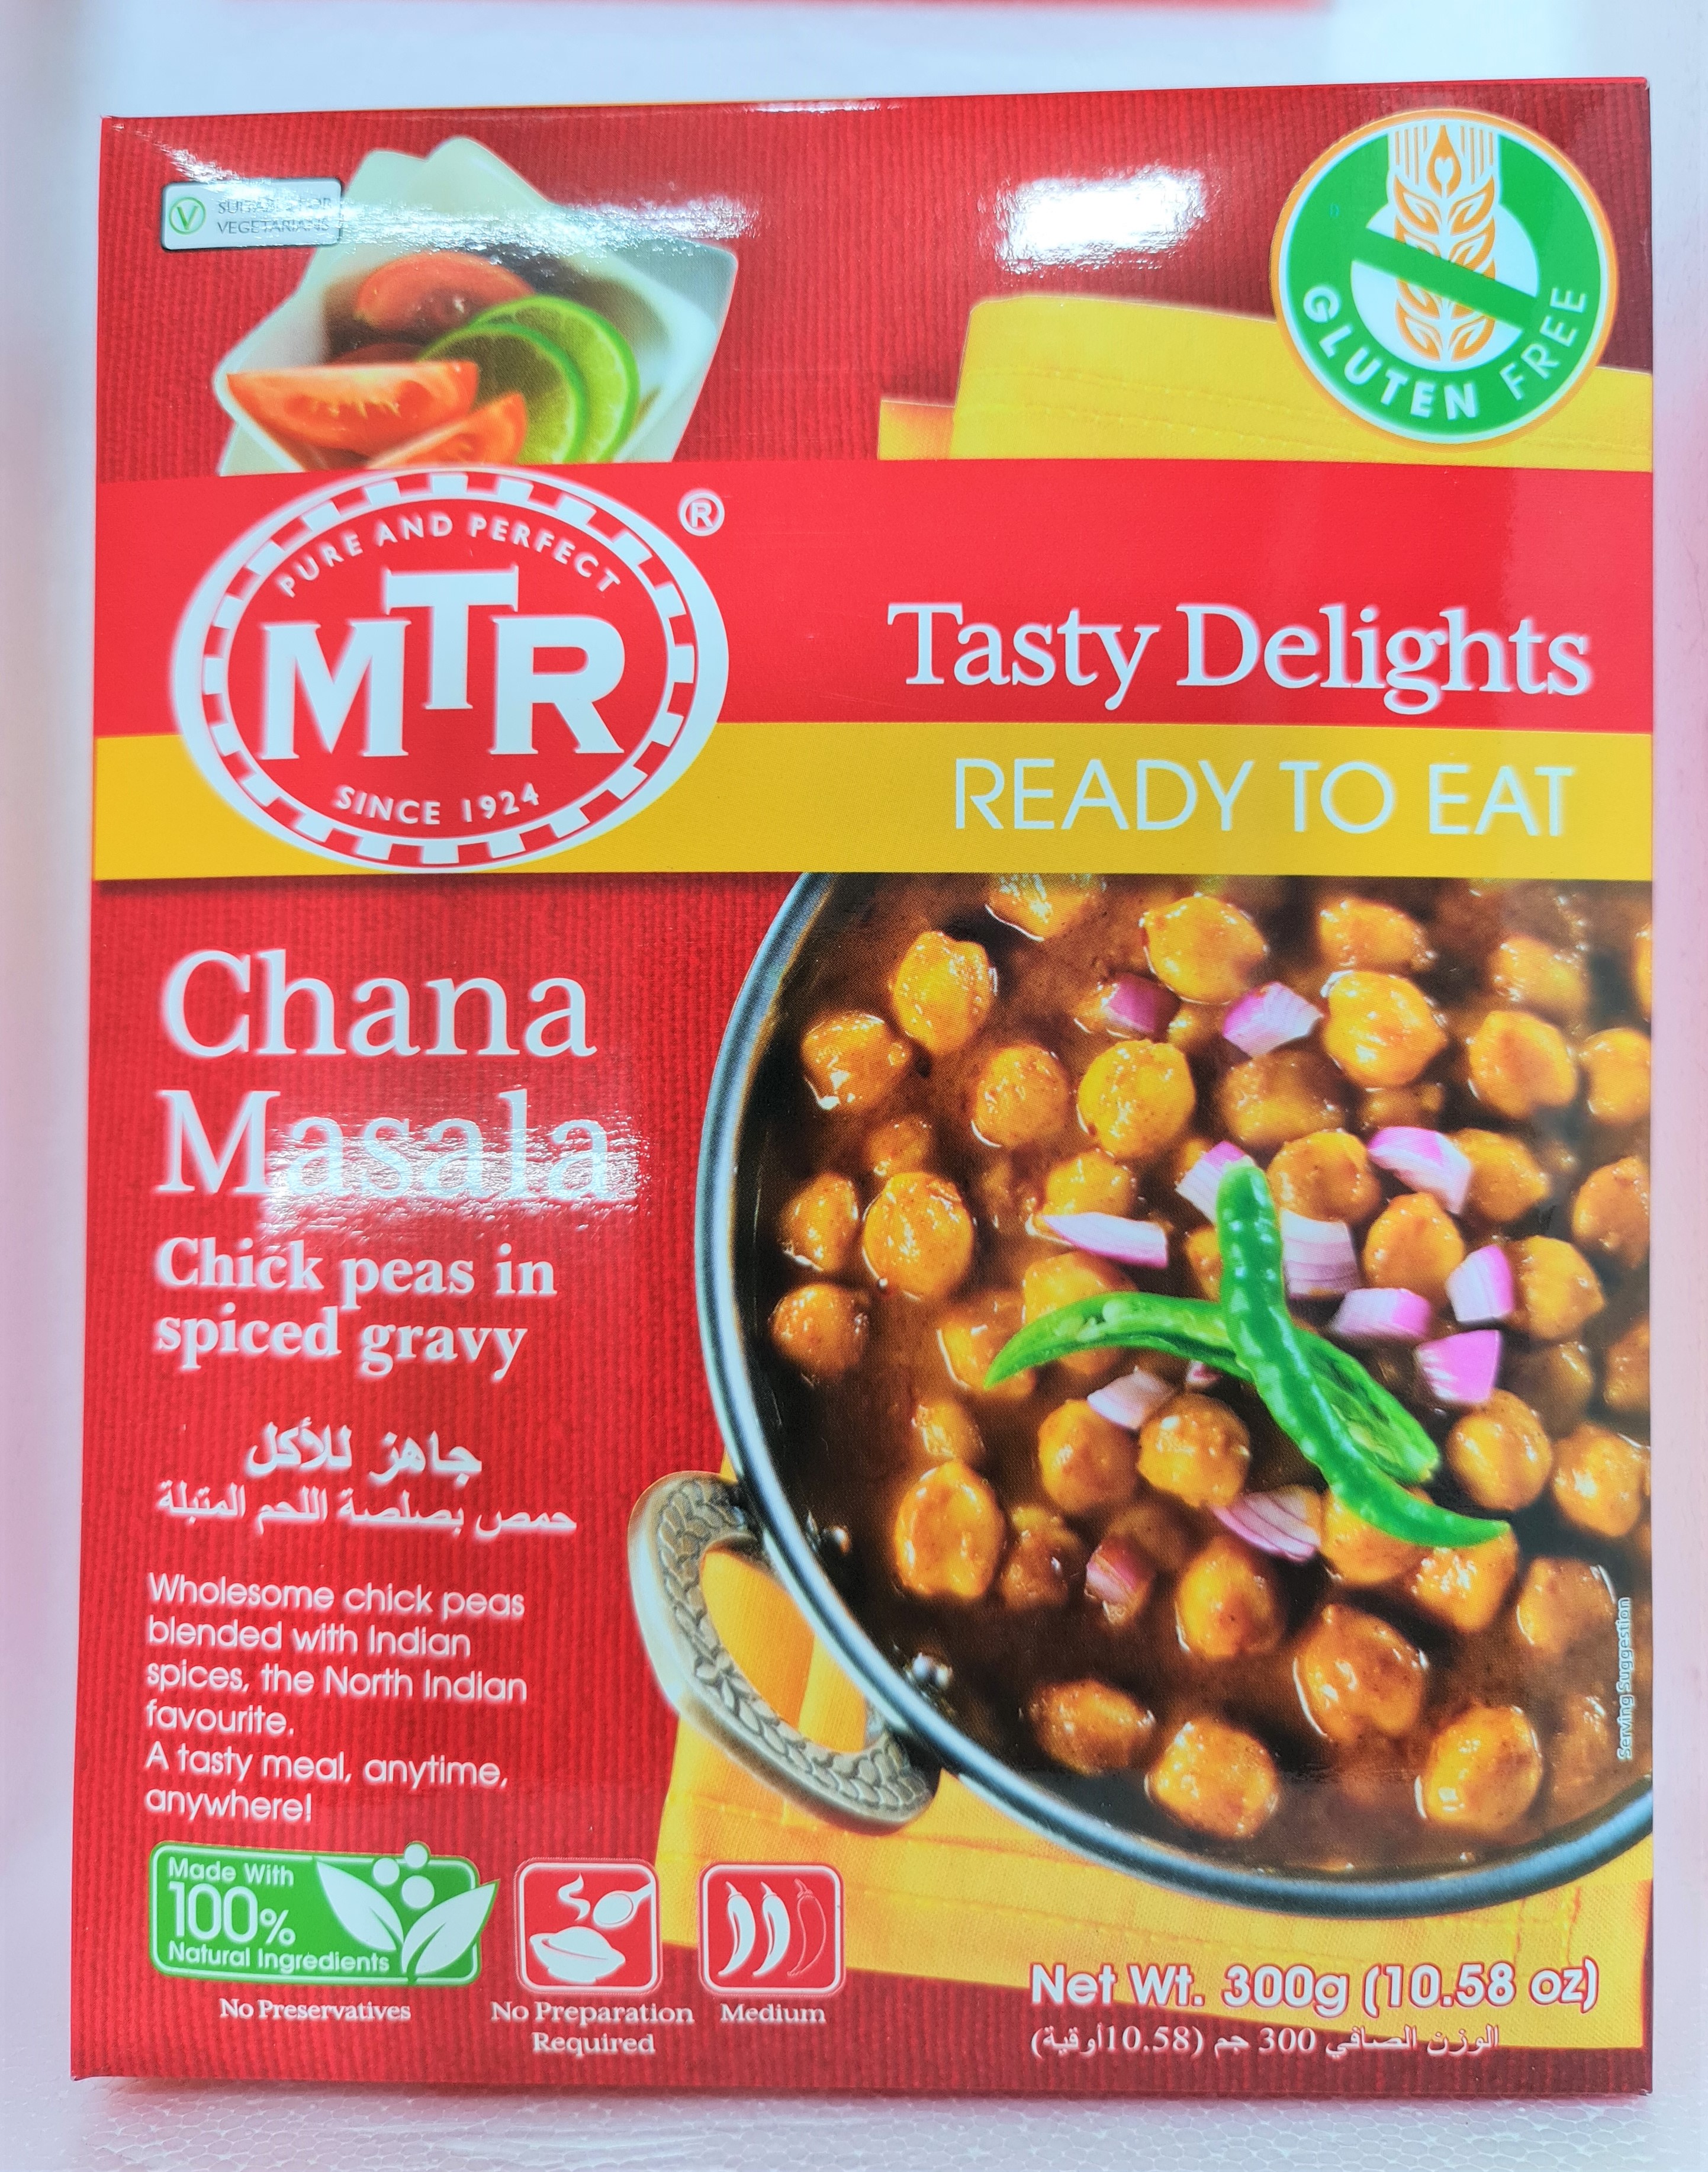 SUITABLE FOR
VEGETARIANS
GLUTEN FREE
PURE AND PERFECT
MTR
SINCE 1924
®
Tasty Delights
READY TO EAT
Chana
Masala
Chick peas in
spiced gravy
جاهز للأكل
حمص بصلصة اللحم المتبلة
Wholesome chick peas
blended with Indian
spices, the North Indian
favourite.
A tasty meal, anytime,
anywhere!
Serving Suggestion
Made With
100%
Natural Ingredients
No Preservatives
No Preparation
Required
Medium
Net Wt. 300g (10.58 oz)
الوزن الصافي 300 جم (10.58أوقية)